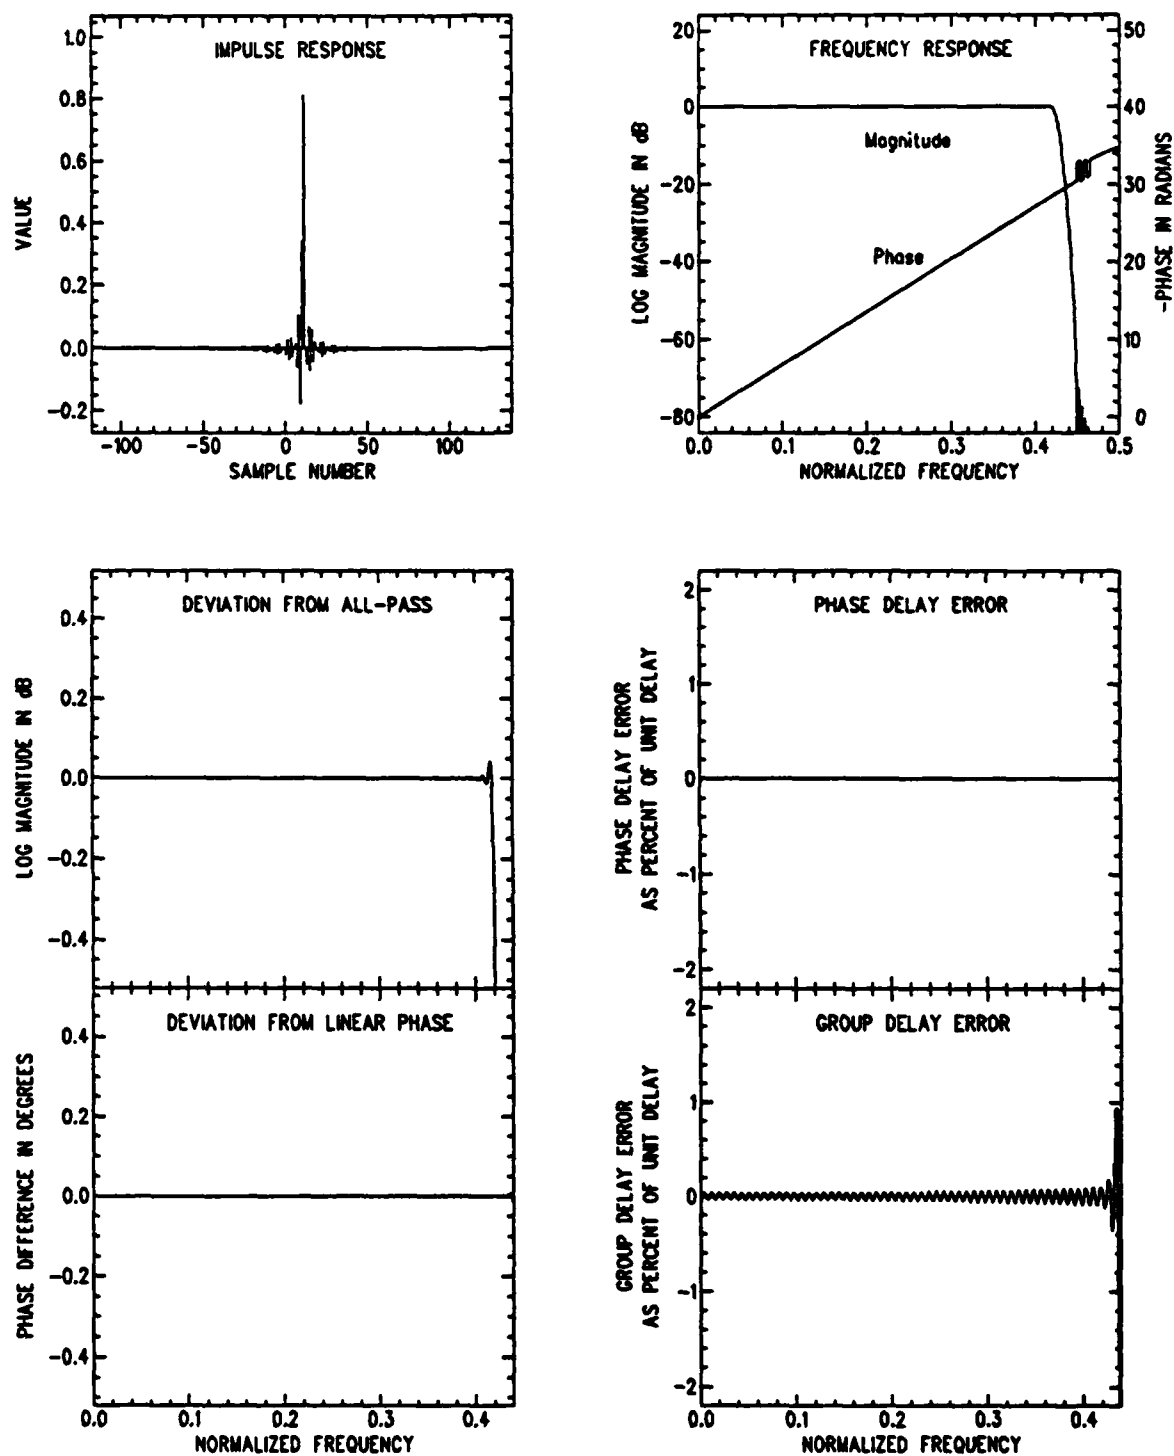 IMPULSE RESPONSE
VALUE
1.0
0.8
0.6
0.4
0.2
0.0
-0.2
-100
-50
0
50
100
SAMPLE NUMBER
FREQUENCY RESPONSE
LOG MAGNITUDE IN dB
20
0
-20
-40
-60
-80
Magnitude
Phase
50
40
30
20
10
0
-PHASE IN RADIANS
0.0
0.1
0.2
0.3
0.4
0.5
NORMALIZED FREQUENCY
DEVIATION FROM ALL-PASS
LOG MAGNITUDE IN dB
0.4
0.2
0.0
-0.2
-0.4
DEVIATION FROM LINEAR PHASE
PHASE DIFFERENCE IN DEGREES
0.4
0.2
0.0
-0.2
-0.4
0.0
0.1
0.2
0.3
0.4
NORMALIZED FREQUENCY
PHASE DELAY ERROR
PHASE DELAY ERROR
AS PERCENT OF UNIT DELAY
2
1
0
-1
-2
GROUP DELAY ERROR
GROUP DELAY ERROR
AS PERCENT OF UNIT DELAY
2
1
0
-1
-2
0.0
0.1
0.2
0.3
0.4
NORMALIZED FREQUENCY